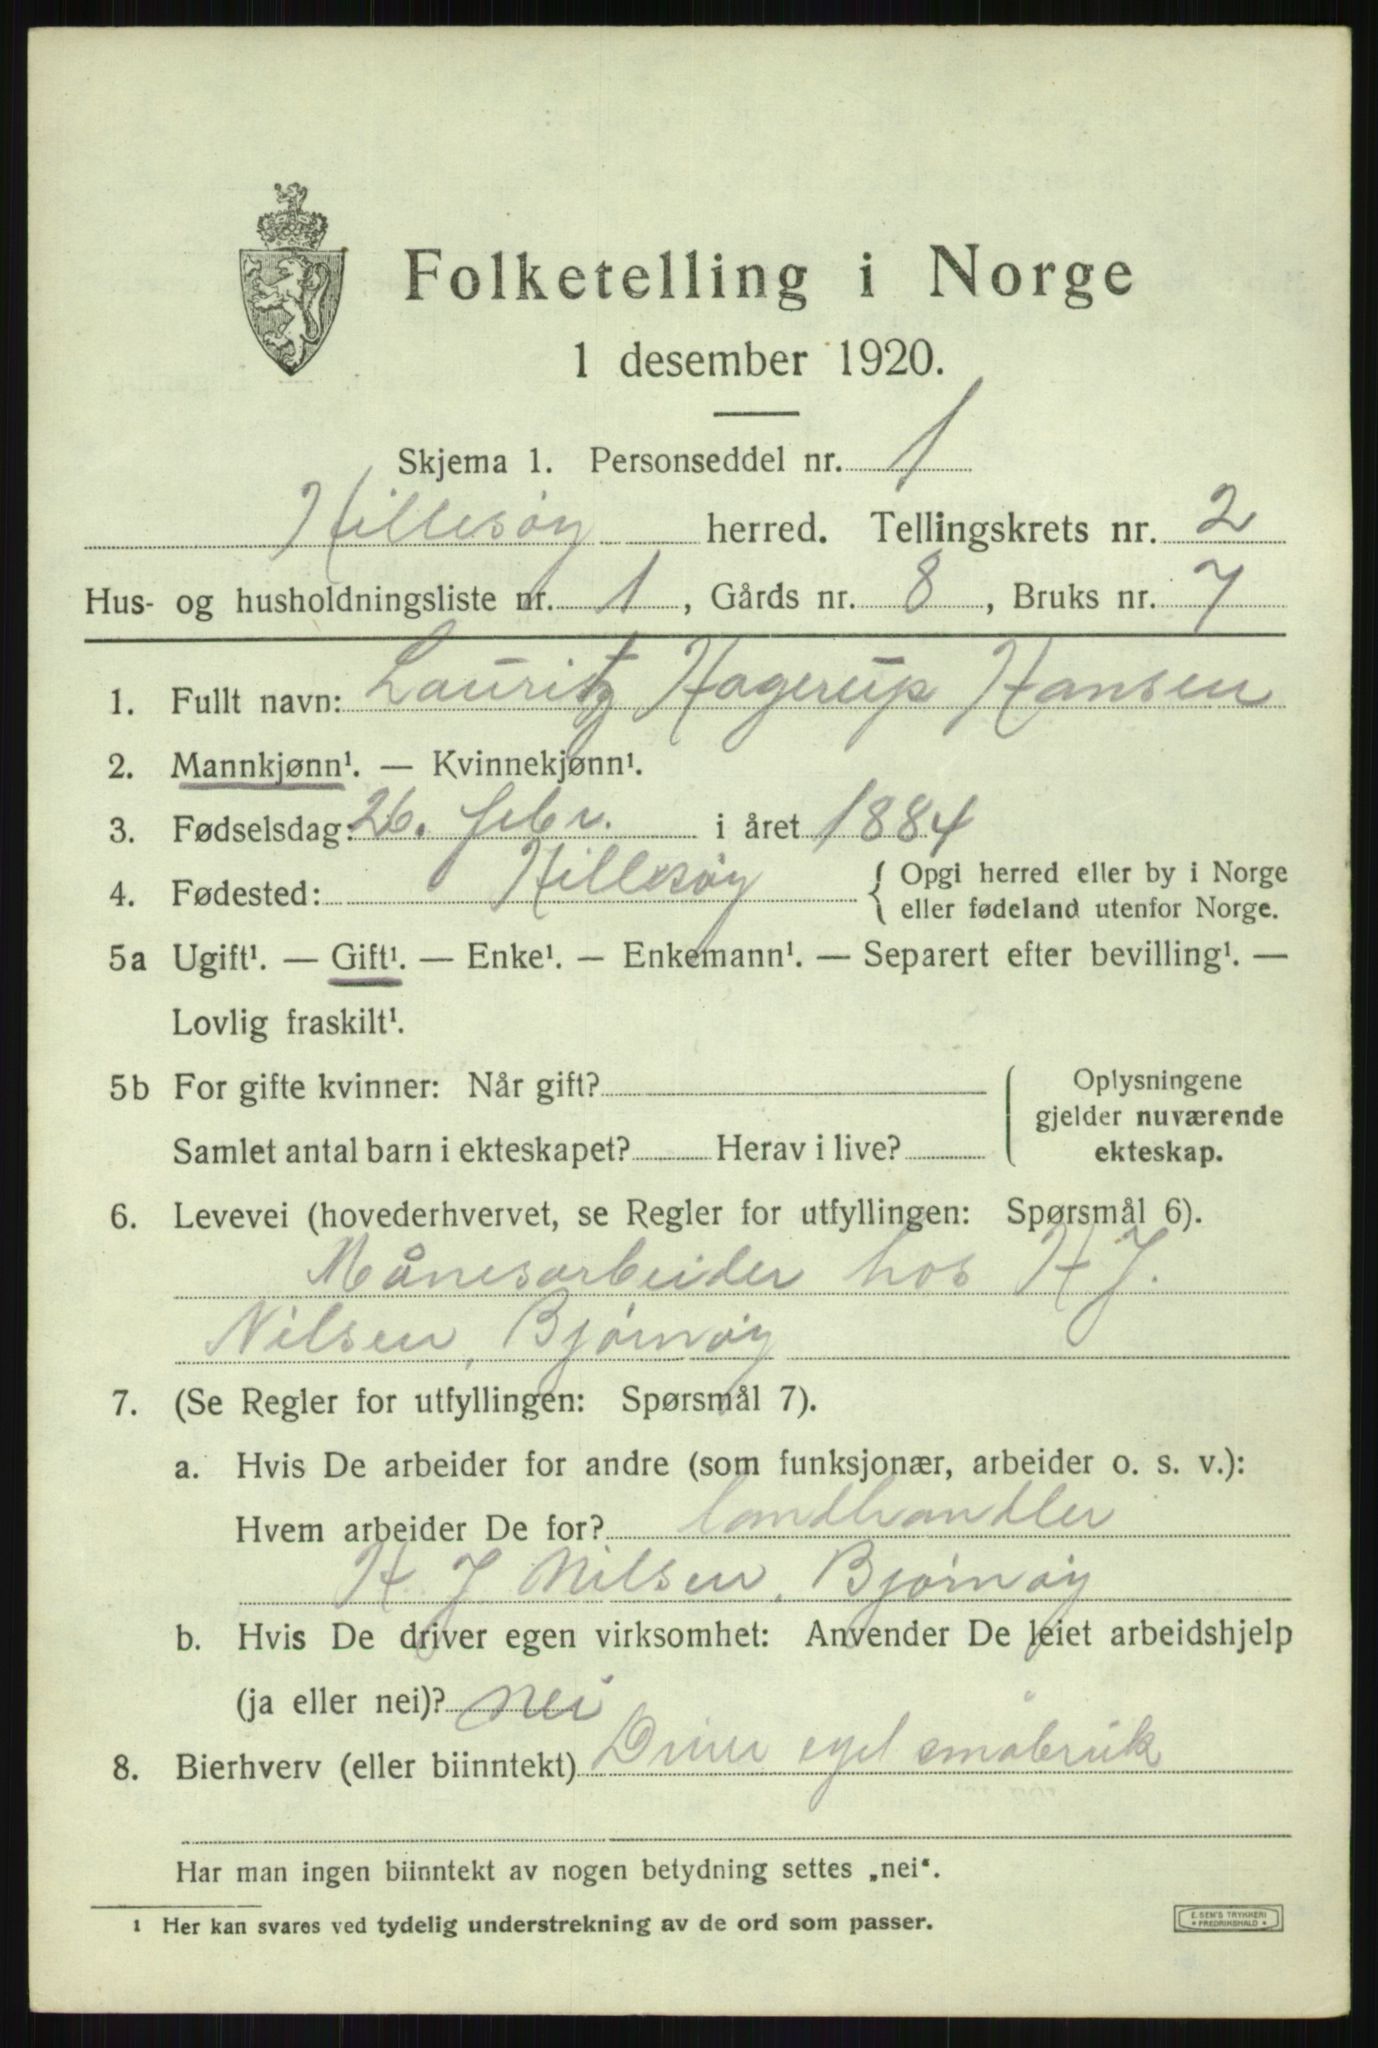 Folketelling i Norge
1 desember 1920.
Skjema 1. Personseddel nr. 1
Hillesøy herred. Tellingskrets nr. 2
Hus- og husholdningsliste nr. 1, Gårds nr. 8, Bruks nr. 7
1. Fullt navn: Lauritz Hagerup Hansen
2. Mannkjønn¹. — Kvinnekjønn¹.
3. Fødselsdag: 26. febr. i året 1884
4. Fødested: Hillesøy { Opgi herred eller by i Norge
eller fødeland utenfor Norge.
5a Ugift¹. — Gift¹. — Enke¹. — Enkemann¹. — Separert efter bevilling¹. —
Lovlig fraskilt¹.
5b For gifte kvinner: Når gift?
Samlet antal barn i ekteskapet? Herav i live?
Oplysningene
gjelder nuværende
ekteskap.
6. Levevei (hovederhvervet, se Regler for utfyllingen: Spørsmål 6).
Månesarbeider hos H J.
Nilsen, Bjørnøy
7. (Se Regler for utfyllingen: Spørsmål 7).
a. Hvis De arbeider for andre (som funksjonær, arbeider o. s. v.):
Hvem arbeider De for? landhandler
H J Nilsen, Bjørnøy
b. Hvis De driver egen virksomhet: Anvender De leiet arbeidshjelp
(ja eller nei)? nei
8. Bierhverv (eller biinntekt) egel småbruk
Har man ingen biinntekt av nogen betydning settes „nei“.
¹ Her kan svares ved tydelig understrekning av de ord som passer.
E. SEM'S TRYKKERI
FREDRIKSHALD